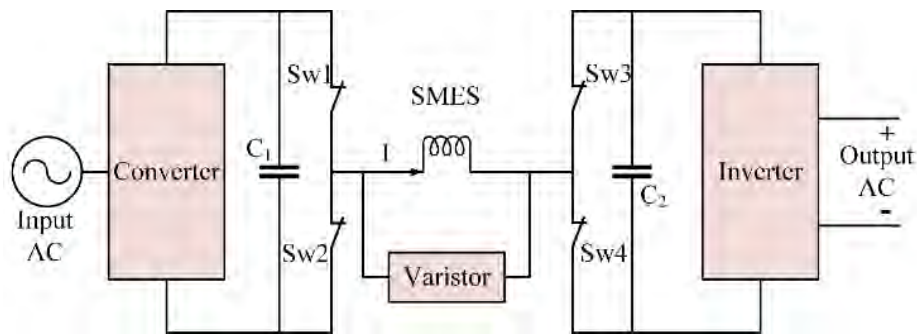 Sw1
Sw3
SMES
+
Converter
C1
I
Inverter
Output
AC
-
C2
Input
AC
Sw2
Sw4
Varistor